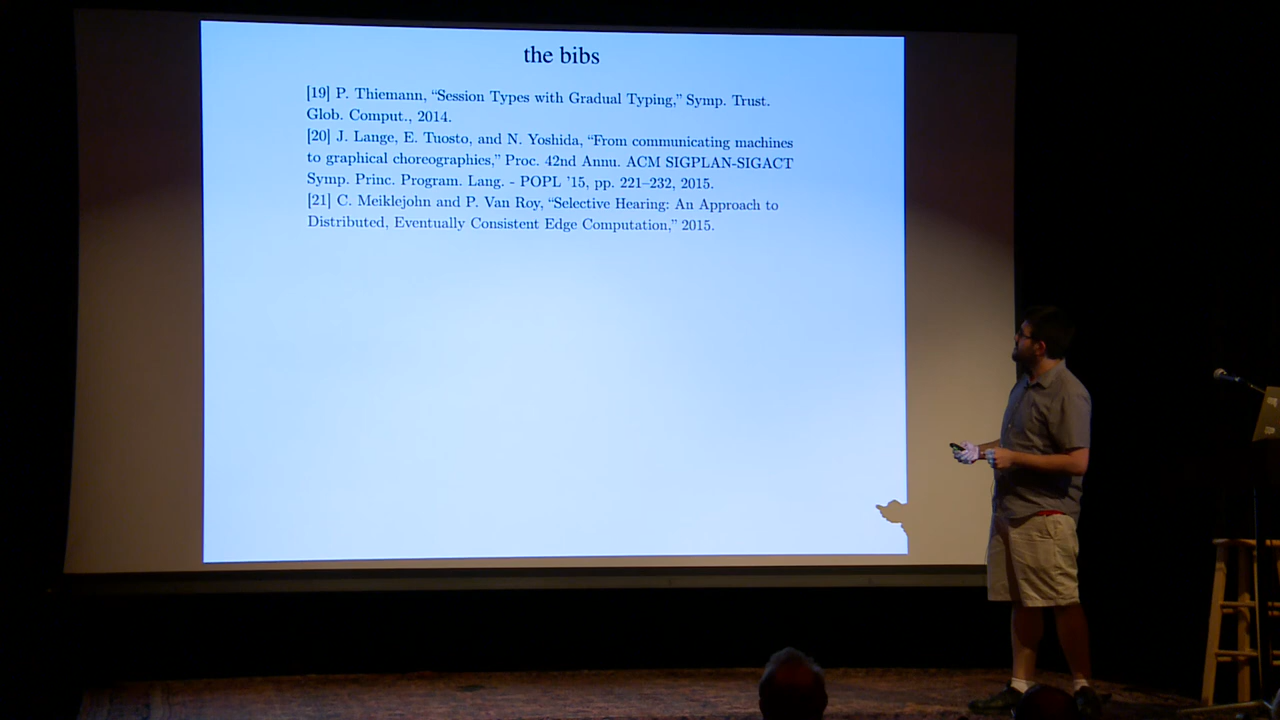 the bibs
[19] P. Thiemann, “Session Types with Gradual Typing,” Symp. Trust.
Glob. Comput., 2014.
[20] J. Lange, E. Tuosto, and N. Yoshida, “From communicating machines
to graphical choreographies,” Proc. 42nd Annu. ACM SIGPLAN-SIGACT
Symp. Princ. Program. Lang. - POPL ’15, pp. 221–232, 2015.
[21] C. Meiklejohn and P. Van Roy, “Selective Hearing: An Approach to
Distributed, Eventually Consistent Edge Computation,” 2015.